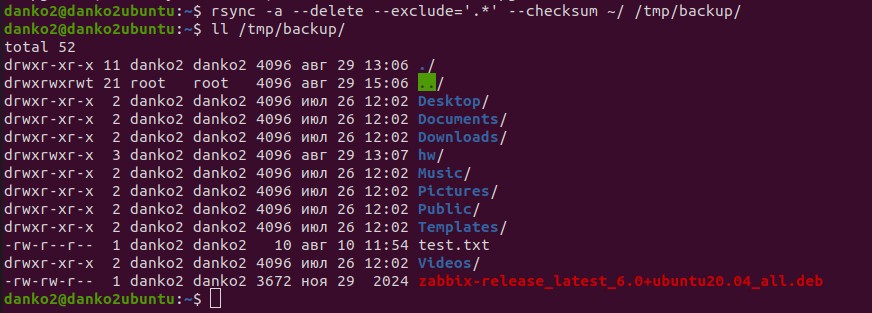 danko2@danko2ubuntu:~$ rsync -a --delete --exclude='.*' --checksum ~/ /tmp/backup/
danko2@danko2ubuntu:~$ ll /tmp/backup/
total 52
drwxr-xr-x 11 danko2 danko2 4096 авг 29 13:06 ./
drwxrwxrwt 21 root   root   4096 авг 29 15:06 ../
drwxr-xr-x  2 danko2 danko2 4096 июл 26 12:02 Desktop/
drwxr-xr-x  2 danko2 danko2 4096 июл 26 12:02 Documents/
drwxr-xr-x  2 danko2 danko2 4096 июл 26 12:02 Downloads/
drwxrwxr-x  3 danko2 danko2 4096 авг 29 13:07 hw/
drwxr-xr-x  2 danko2 danko2 4096 июл 26 12:02 Music/
drwxr-xr-x  2 danko2 danko2 4096 июл 26 12:02 Pictures/
drwxr-xr-x  2 danko2 danko2 4096 июл 26 12:02 Public/
drwxr-xr-x  2 danko2 danko2 4096 июл 26 12:02 Templates/
-rw-r--r--  1 danko2 danko2   10 авг 10 11:54 test.txt
drwxr-xr-x  2 danko2 danko2 4096 июл 26 12:02 Videos/
-rw-rw-r--  1 danko2 danko2 3672 ноя 29  2024 zabbix-release_latest_6.0+ubuntu20.04_all.deb
danko2@danko2ubuntu:~$